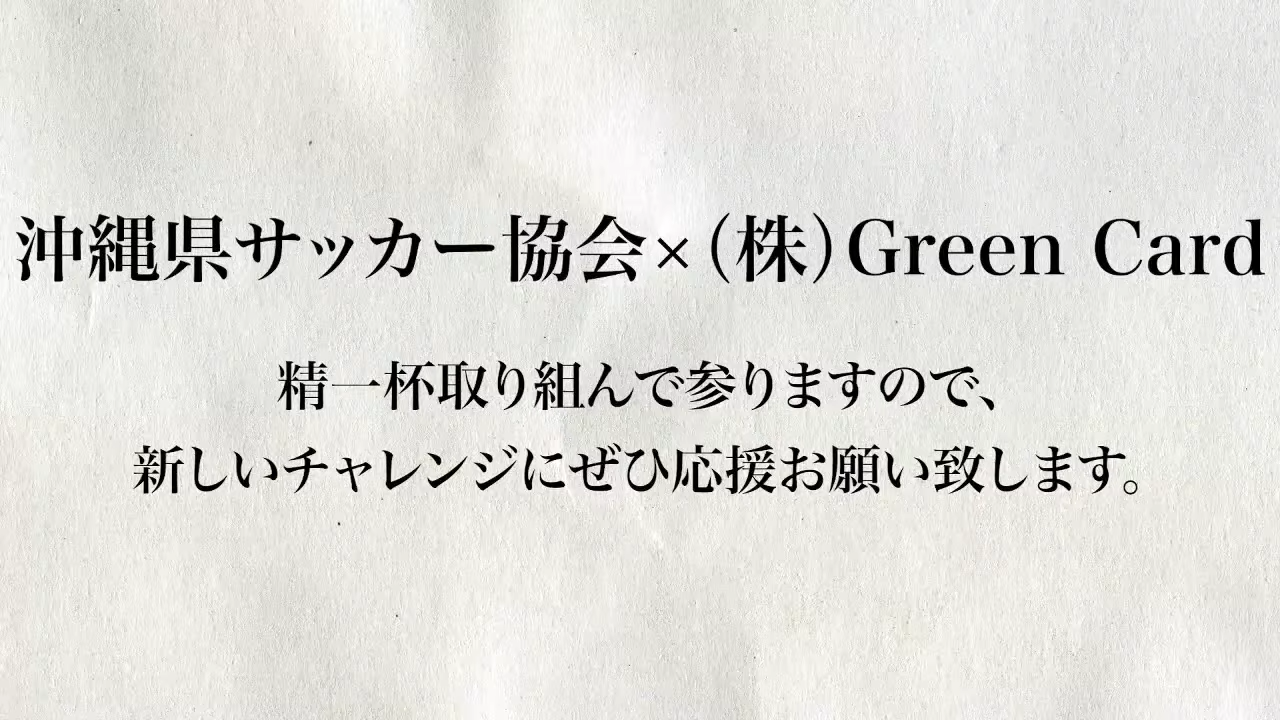 沖縄県サッカー協会×（株）Green Card
精一杯取り組んで参りますので、
新しいチャレンジにぜひ応援お願い致します。